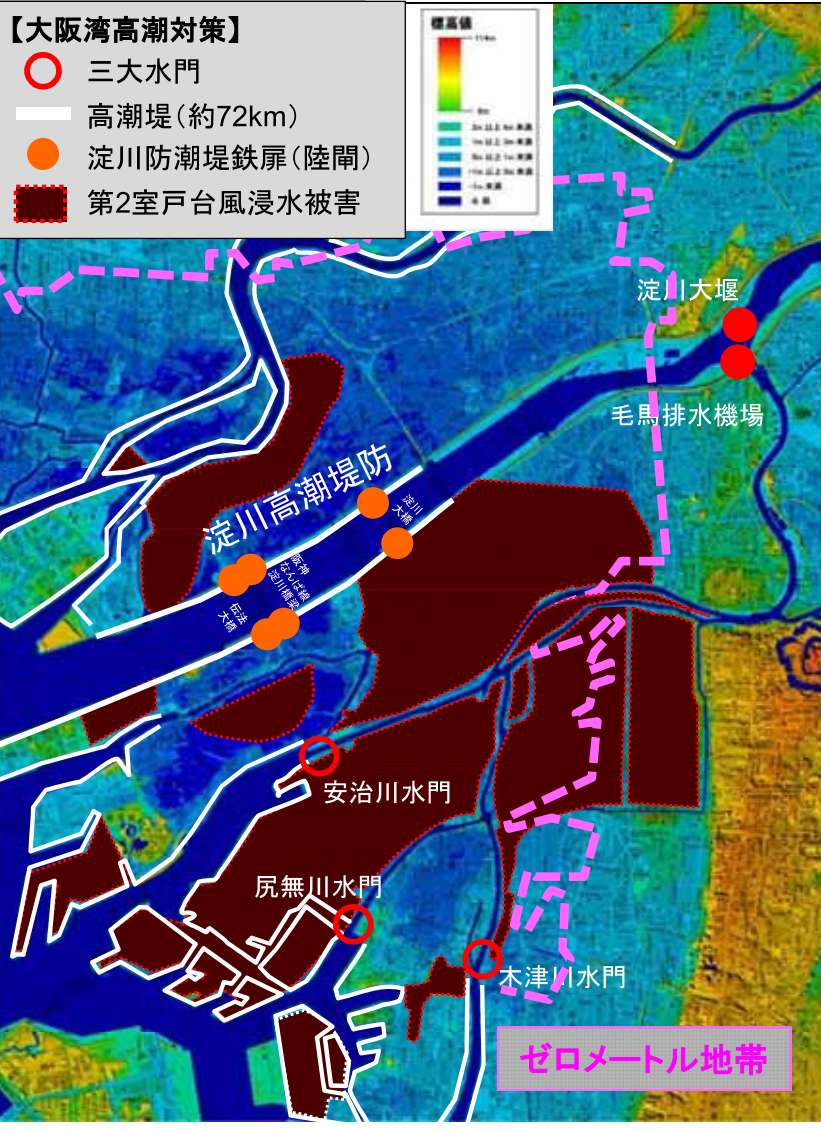 【大阪湾高潮対策】
三大水門
高潮堤（約72km）
淀川防潮堤鉄扉（陸閘）
第2室戸台風浸水被害
標高値
淀川大堰
毛馬排水機場
淀川高潮堤防
淀川
大橋
阪神
なんば線
淀川橋梁
伝法
大橋
安治川水門
尻無川水門
木津川水門
ゼロメートル地帯